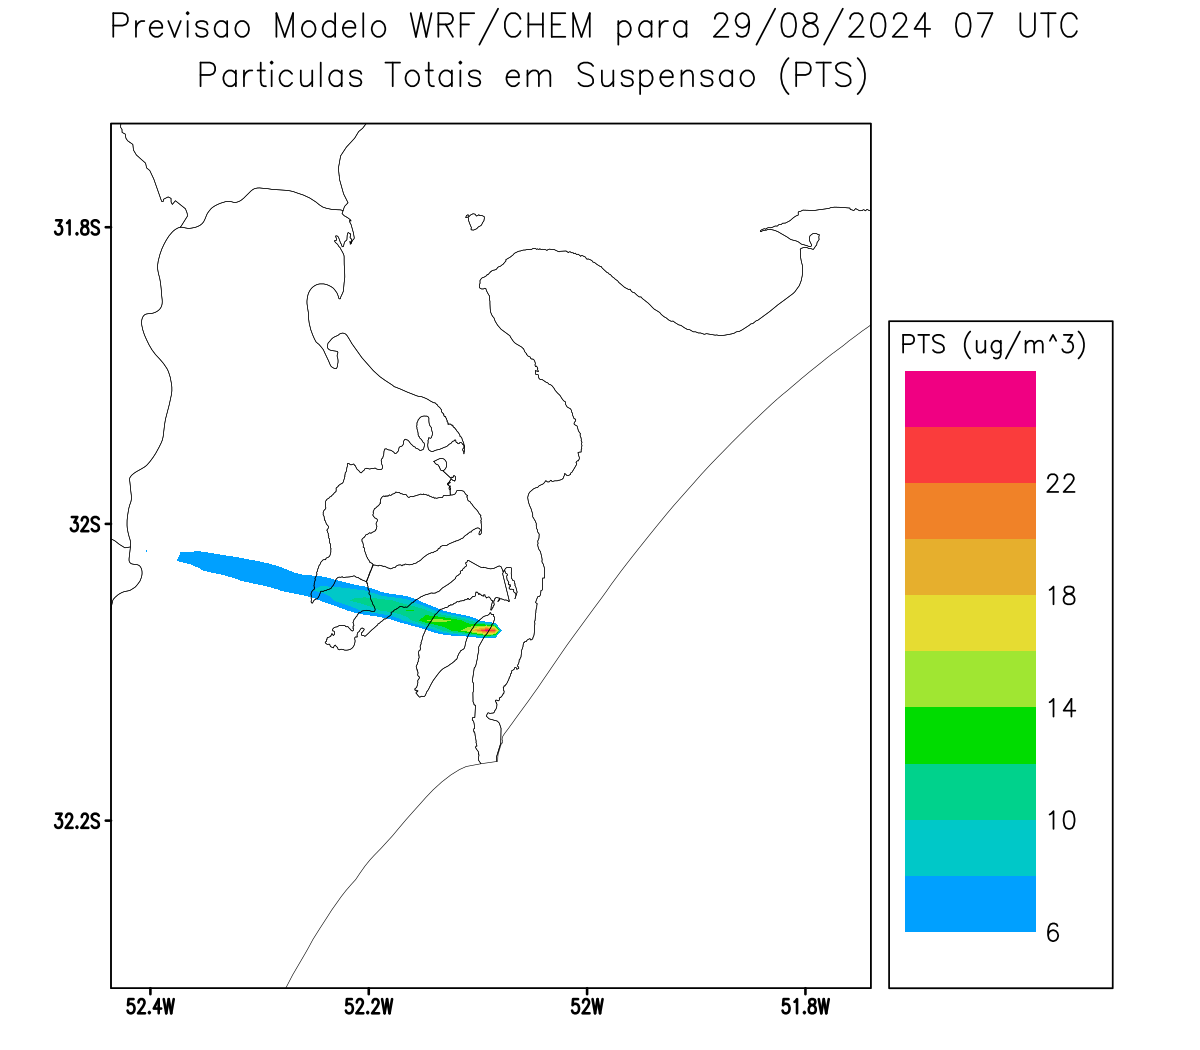 Previsao Modelo WRF/CHEM para 29/08/2024 07 UTC
Particulas Totais em Suspensao (PTS)
31.8S
32S
32.2S
52.4W
52.2W
52W
51.8W
PTS (ug/m^3)
22
18
14
10
6